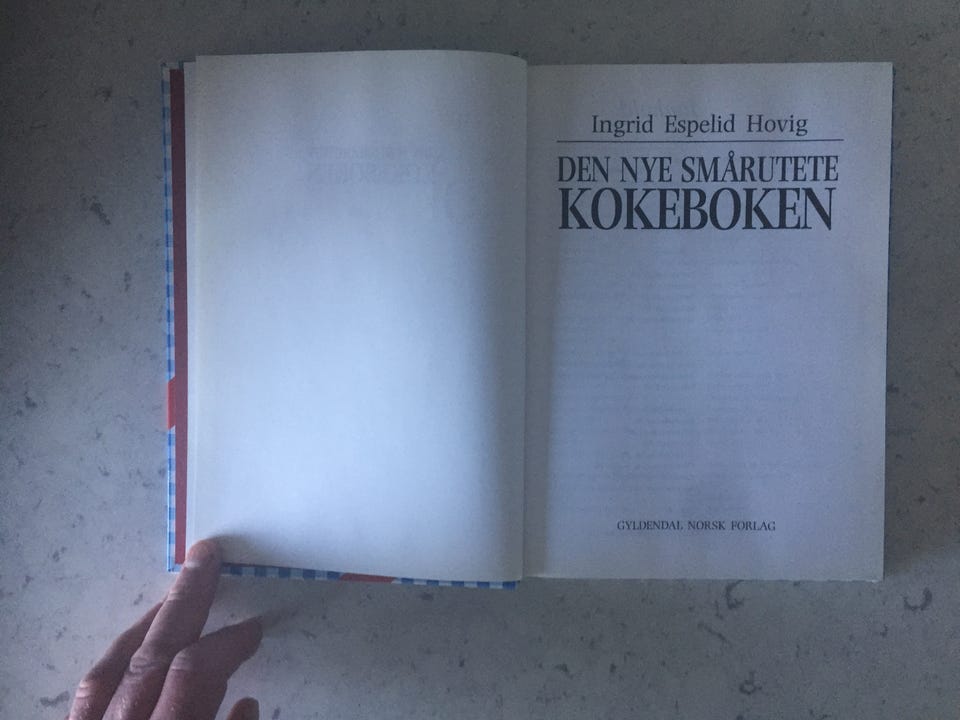 Ingrid Espelid Hovig
DEN NYE SMÅRUTETE
KOKEBOKEN
GYLDENDAL NORSK FORLAG